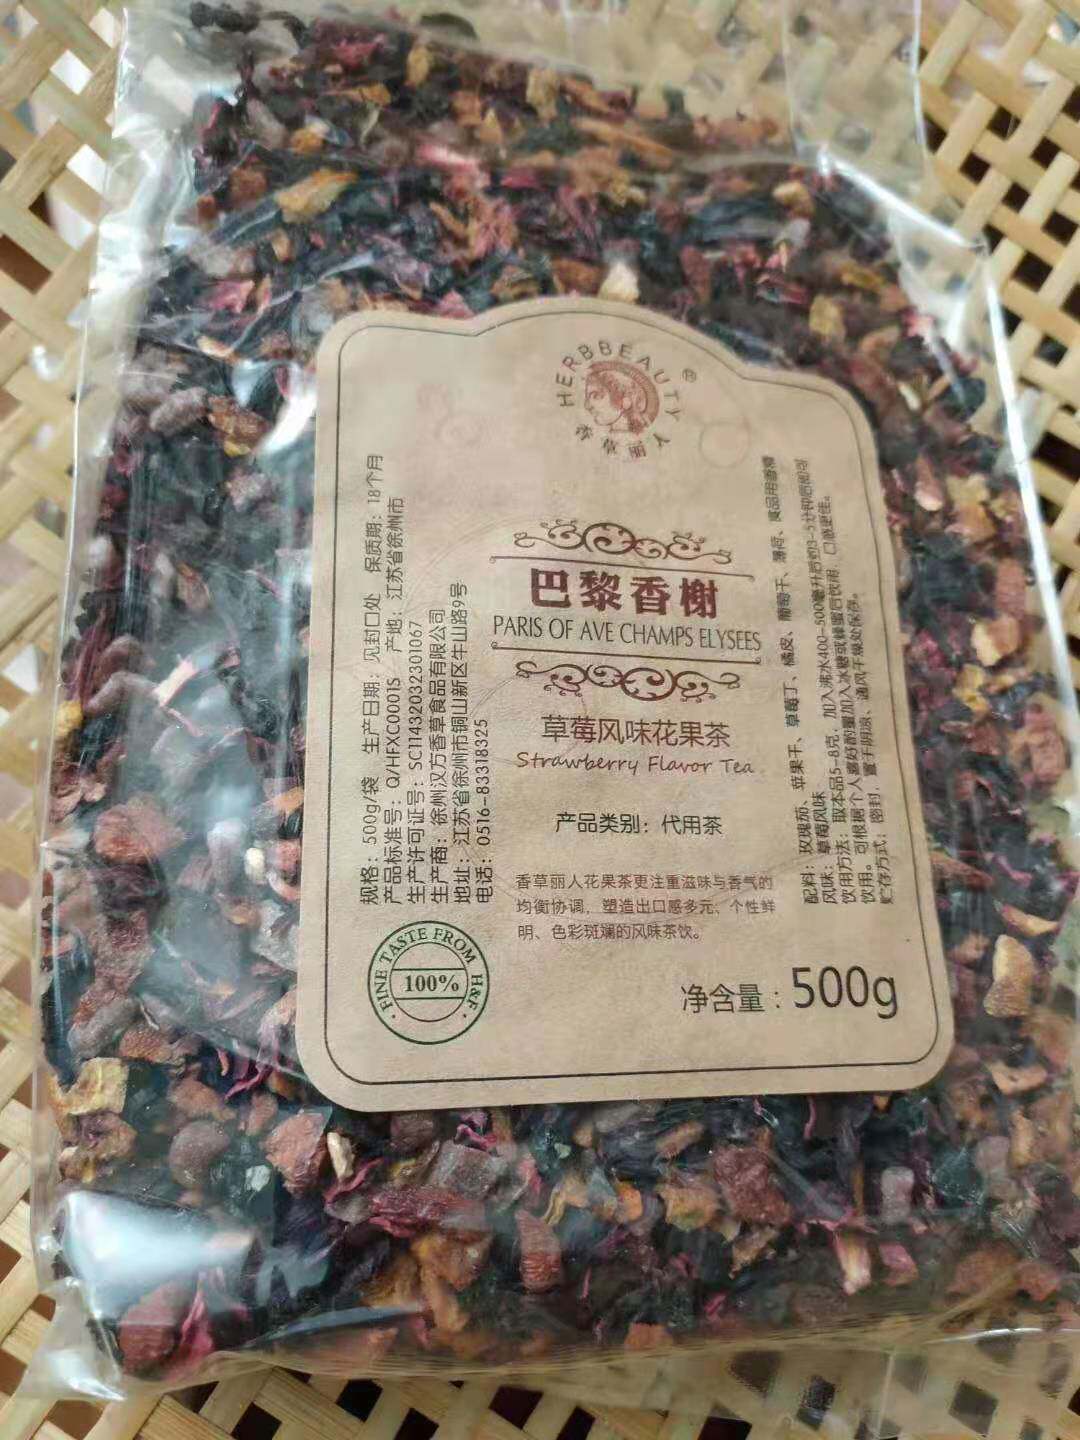 HERBBEAUTY
香草丽人
®
巴黎香榭
PARIS OF AVE CHAMPS ELYSEES
草莓风味花果茶
Strawberry Flavor Tea
产品类别：代用茶
香草丽人花果茶更注重滋味与香气的
均衡协调，塑造出口感多元、个性鲜
明、色彩斑斓的风味茶饮。
净含量：500g
FINE TASTE FROM H&F
100%
规格：500g/袋 生产日期：见封口处 保质期：18个月
产品标准号：Q/HFXC0001S 产地：江苏省徐州市
生产许可证号：SC11432032301067
生产商：徐州汉方香草食品有限公司
地址：江苏省徐州市铜山新区牛山路9号
电话：0516-83318325
配料：玫瑰茄、苹果干、草莓丁、橘皮、葡萄干、薄荷、食品用香精
风味：草莓风味
饮用方法：取本品5-8克，加入沸水400-500毫升后约3-5分钟后即可
饮用。可根据个人喜好酌量加入冰糖或蜂蜜后饮用，口感更佳。
贮存方式：密封，置于阴凉、通风干燥处保存。